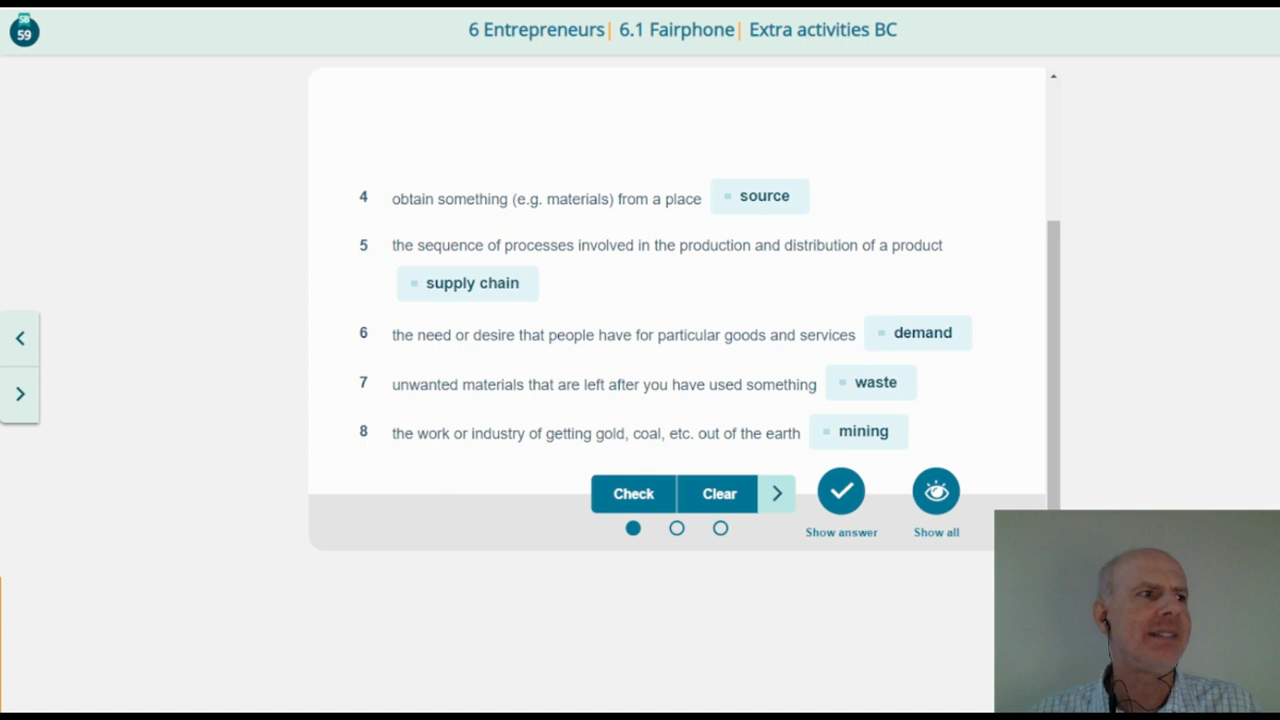 SB
59
6 Entrepreneurs| 6.1 Fairphone| Extra activities BC
4 obtain something (e.g. materials) from a place source
5 the sequence of processes involved in the production and distribution of a product
supply chain
6 the need or desire that people have for particular goods and services demand
7 unwanted materials that are left after you have used something waste
8 the work or industry of getting gold, coal, etc. out of the earth mining
Check Clear
Show answer Show all